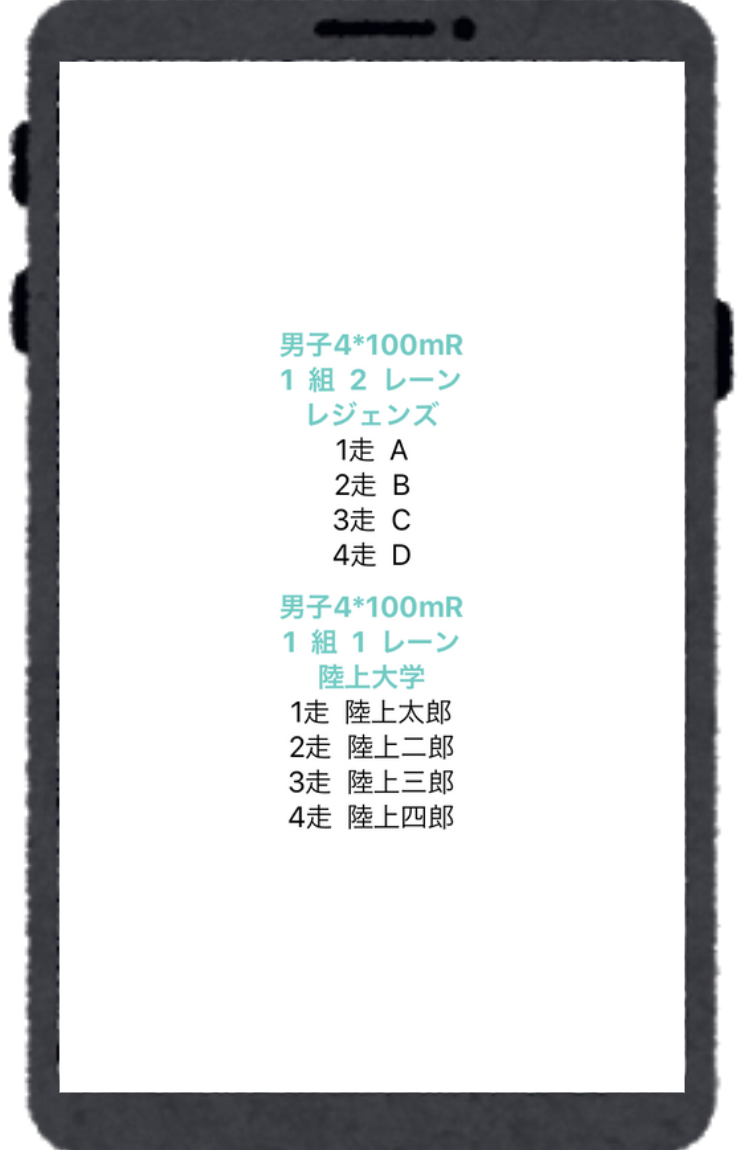 男子4*100mR
1 組 2 レーン
レジェンズ
1走 A
2走 B
3走 C
4走 D
男子4*100mR
1 組 1 レーン
陸上大学
1走 陸上太郎
2走 陸上二郎
3走 陸上三郎
4走 陸上四郎